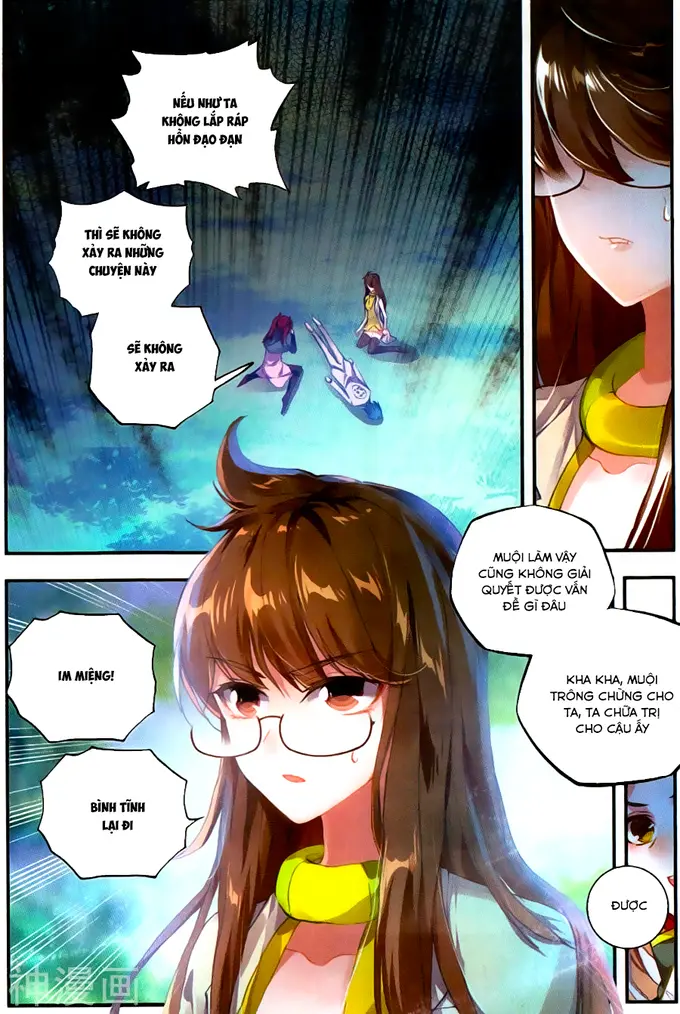 NẾU NHƯ TA
KHÔNG LẮP RÁP
HỒN ĐẠO ĐẠN
THÌ SẼ KHÔNG
XẢY RA NHỮNG
CHUYỆN NÀY
SẼ KHÔNG
XẢY RA
IM MIỆNG!
BÌNH TĨNH
LẠI ĐI
MUỘI LÀM VẬY
CŨNG KHÔNG GIẢI
QUYẾT ĐƯỢC VẤN
ĐỀ GÌ ĐÂU
KHA KHA, MUỘI
TRÔNG CHỪNG CHO
TA, TA CHỮA TRỊ
CHO CẬU ẤY
ĐƯỢC
神漫画